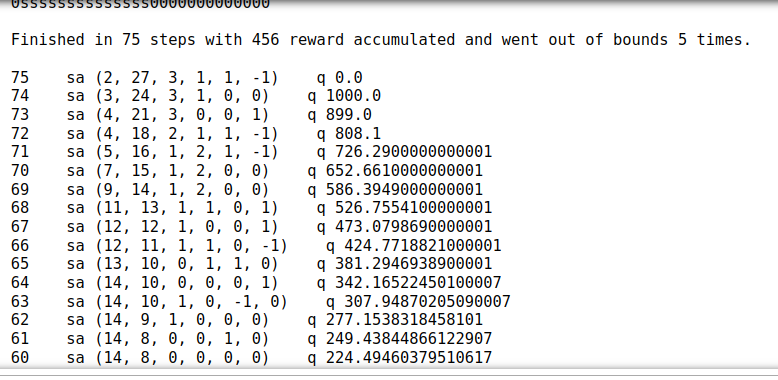 0ssssssssssssss0000000000000
Finished in 75 steps with 456 reward accumulated and went out of bounds 5 times.
75 sa (2, 27, 3, 1, 1, -1) q 0.0
74 sa (3, 24, 3, 1, 0, 0) q 1000.0
73 sa (4, 21, 3, 0, 0, 1) q 899.0
72 sa (4, 18, 2, 1, 1, -1) q 808.1
71 sa (5, 16, 1, 2, 1, -1) q 726.2900000000001
70 sa (7, 15, 1, 2, 0, 0) q 652.6610000000001
69 sa (9, 14, 1, 2, 0, 0) q 586.3949000000001
68 sa (11, 13, 1, 1, 0, 1) q 526.7554100000001
67 sa (12, 12, 1, 0, 0, 1) q 473.0798690000001
66 sa (12, 11, 1, 1, 0, -1) q 424.7718821000001
65 sa (13, 10, 0, 1, 1, 0) q 381.2946938900001
64 sa (14, 10, 0, 0, 0, 1) q 342.16522450100007
63 sa (14, 10, 1, 0, -1, 0) q 307.94870205090007
62 sa (14, 9, 1, 0, 0, 0) q 277.1538318458101
61 sa (14, 8, 0, 0, 1, 0) q 249.43844866122907
60 sa (14, 8, 0, 0, 0, 0) q 224.49460379510617